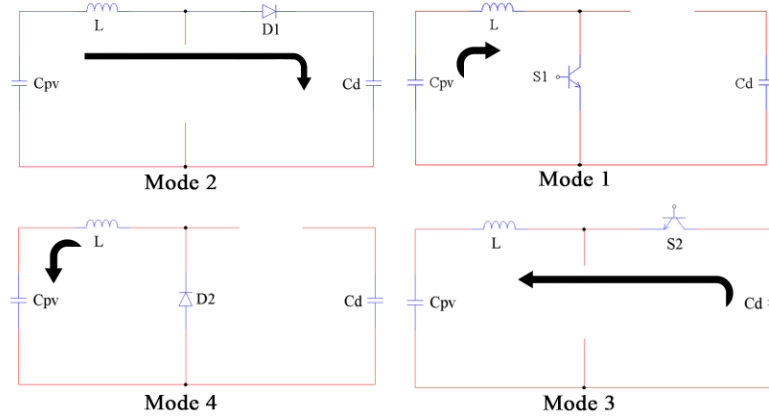 L
D1
Cpv
Cd
Mode 2
L
Cpv
S1
Cd
Mode 1
L
Cpv
D2
Cd
Mode 4
L
S2
Cpv
Cd
Mode 3